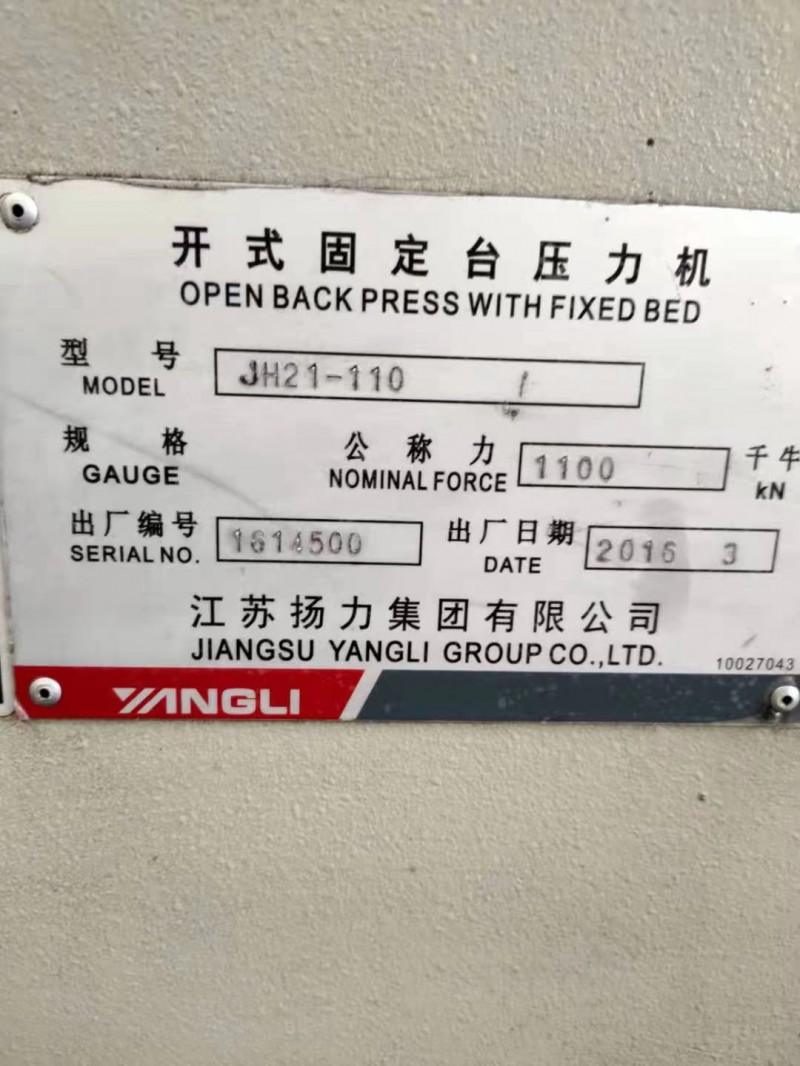 开式固定台压力机
OPEN BACK PRESS WITH FIXED BED
型号 JH21-110 /
MODEL
规格 公称力 1100 千牛
GAUGE NOMINAL FORCE kN
出厂编号 1614500 出厂日期 2016 3
SERIAL NO. DATE
江苏扬力集团有限公司
JIANGSU YANGLI GROUP CO.,LTD.
10027043
YANGLI